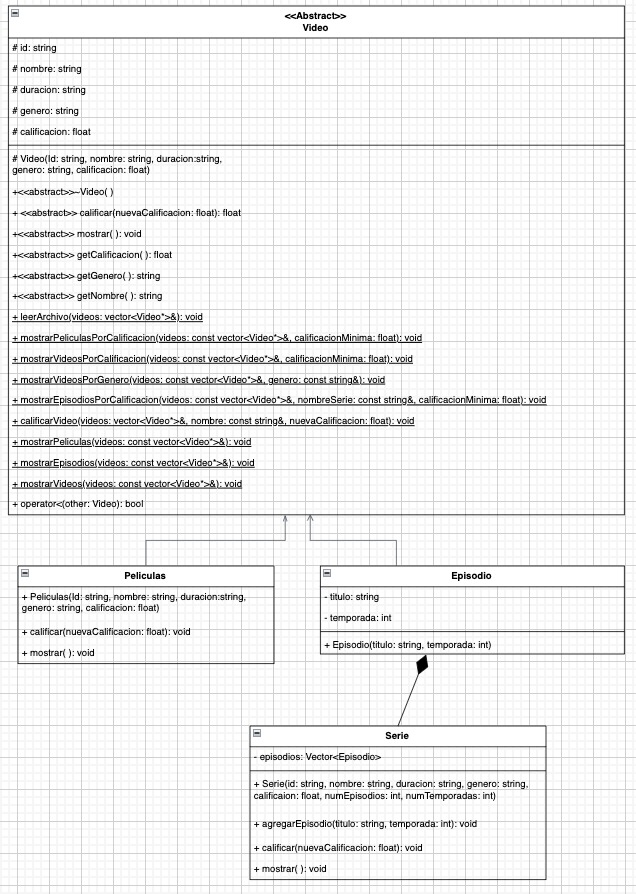 <<Abstract>>
Video
# id: string
# nombre: string
# duracion: string
# genero: string
# calificacion: float
# Video(Id: string, nombre: string, duracion:string,
genero: string, calificacion: float)
+<<abstract>>~Video( )
+ <<abstract>> calificar(nuevaCalificacion: float): float
+<<abstract>> mostrar( ): void
+<<abstract>> getCalificacion( ): float
+<<abstract>> getGenero( ): string
+<<abstract>> getNombre( ): string
+ leerArchivo(videos: vector<Video*>&): void
+ mostrarPeliculasPorCalificacion(videos: const vector<Video*>&, calificacionMinima: float): void
+ mostrarVideosPorCalificacion(videos: const vector<Video*>&, calificacionMinima: float): void
+ mostrarVideosPorGenero(videos: const vector<Video*>&, genero: const string&): void
+ mostrarEpisodiosPorCalificacion(videos: const vector<Video*>&, nombreSerie: const string&, calificacionMinima: float): void
+ calificarVideo(videos: vector<Video*>&, nombre: const string&, nuevaCalificacion: float): void
+ mostrarPeliculas(videos: const vector<Video*>&): void
+ mostrarEpisodios(videos: const vector<Video*>&): void
+ mostrarVideos(videos: const vector<Video*>&): void
+ operator<(other: Video): bool
Peliculas
+ Peliculas(Id: string, nombre: string, duracion:string,
genero: string, calificacion: float)
+ calificar(nuevaCalificacion: float): void
+ mostrar( ): void
Episodio
- titulo: string
- temporada: int
+ Episodio(titulo: string, temporada: int)
Serie
- episodios: Vector<Episodio>
+ Serie(id: string, nombre: string, duracion: string, genero: string,
calificaion: float, numEpisodios: int, numTemporadas: int)
+ agregarEpisodio(titulo: string, temporada: int): void
+ calificar(nuevaCalificacion: float): void
+ mostrar( ): void